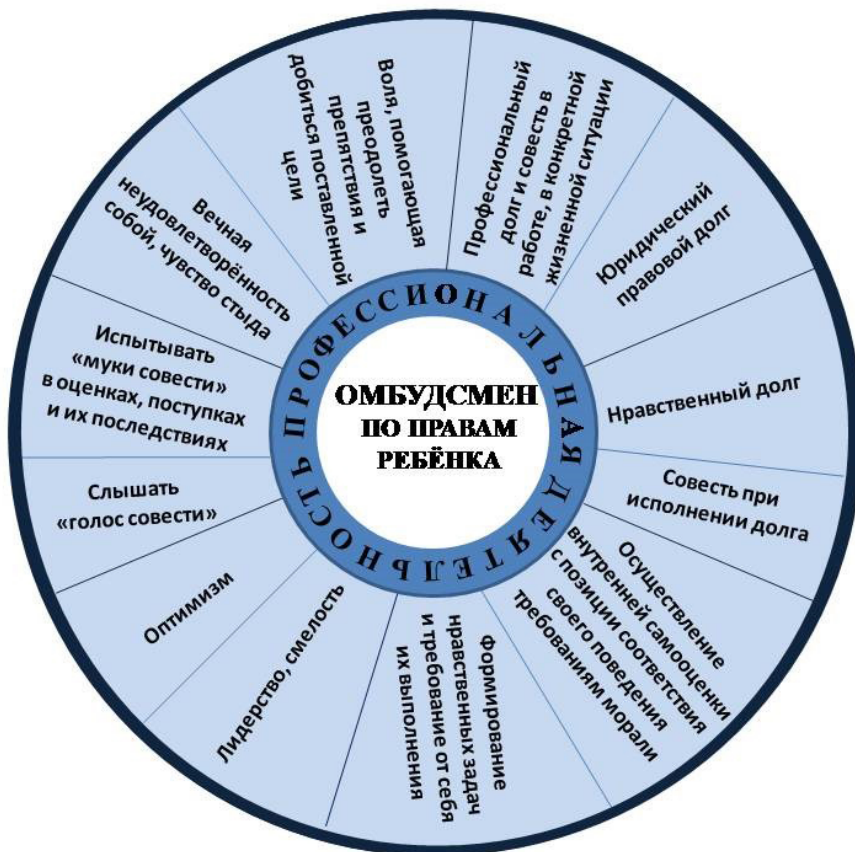 ОМБУДСМЕН
ПО ПРАВАМ
РЕБЁНКА
ПРОФЕССИОНАЛЬНАЯ ДЕЯТЕЛЬНОСТЬ
Профессиональный
долг и совесть в
работе, в конкретной
жизненной ситуации
Юридический
правовой долг
Нравственный долг
Совесть при
исполнении долга
Осуществление
внутренней самооценки
с позиции соответствия
своего поведения
требованиям морали
Формирование
нравственных задач
и требование от себя
их выполнения
Лидерство, смелость
Оптимизм
Слышать
«голос совести»
Испытывать
«муки совести»
в оценках, поступках
и их последствиях
Вечная
неудовлетворённость
собой, чувство стыда
Воля, помогающая
преодолеть
препятствия и
добиться поставленной
цели